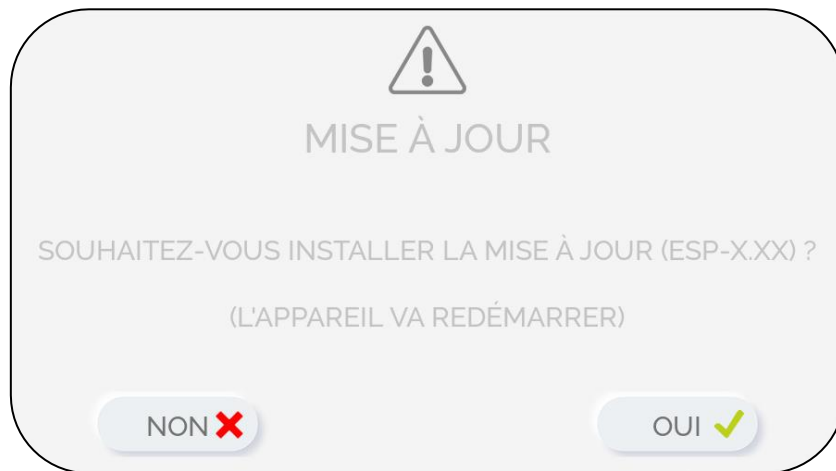 MISE À JOUR
SOUHAITEZ-VOUS INSTALLER LA MISE À JOUR (ESP-X.XX) ?
(L'APPAREIL VA REDÉMARRER)
NON
OUI